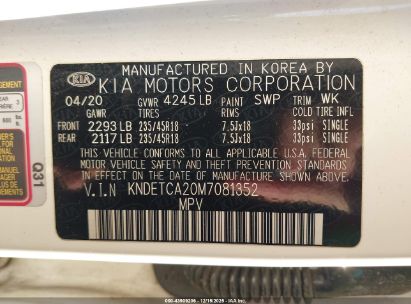 MANUFACTURED IN KOREA BY
KIA KIA MOTORS CORPORATION
04/20 GVWR 4245 LB PAINT SWP TRIM WK
GAWR TIRES RIMS COLD TIRE INFL
FRONT 2293 LB 235/45R18 7.5JX18 33psi SINGLE
REAR 2117 LB 235/45R18 7.5JX18 33psi SINGLE
THIS VEHICLE CONFORMS TO ALL APPLICABLE U.S.A. FEDERAL
MOTOR VEHICLE SAFETY BUMPER, AND THEFT PREVENTION STANDARDS
IN EFFECT ON THE DATE OF MANUFACTURE SHOWN ABOVE.
V.I.N KNDETCA20M7081352
MPV
Q31